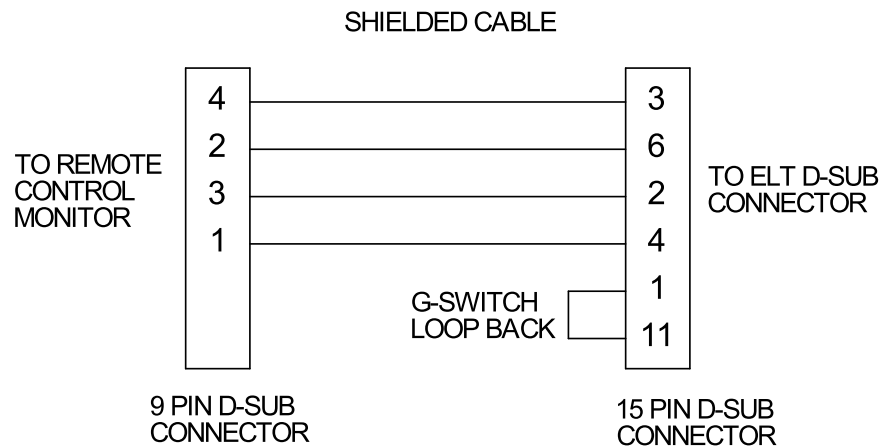 SHIELDED CABLE
4
3
2
6
3
2
1
4
1
11
TO REMOTE
CONTROL
MONITOR
TO ELT D-SUB
CONNECTOR
G-SWITCH
LOOP BACK
9 PIN D-SUB
CONNECTOR
15 PIN D-SUB
CONNECTOR